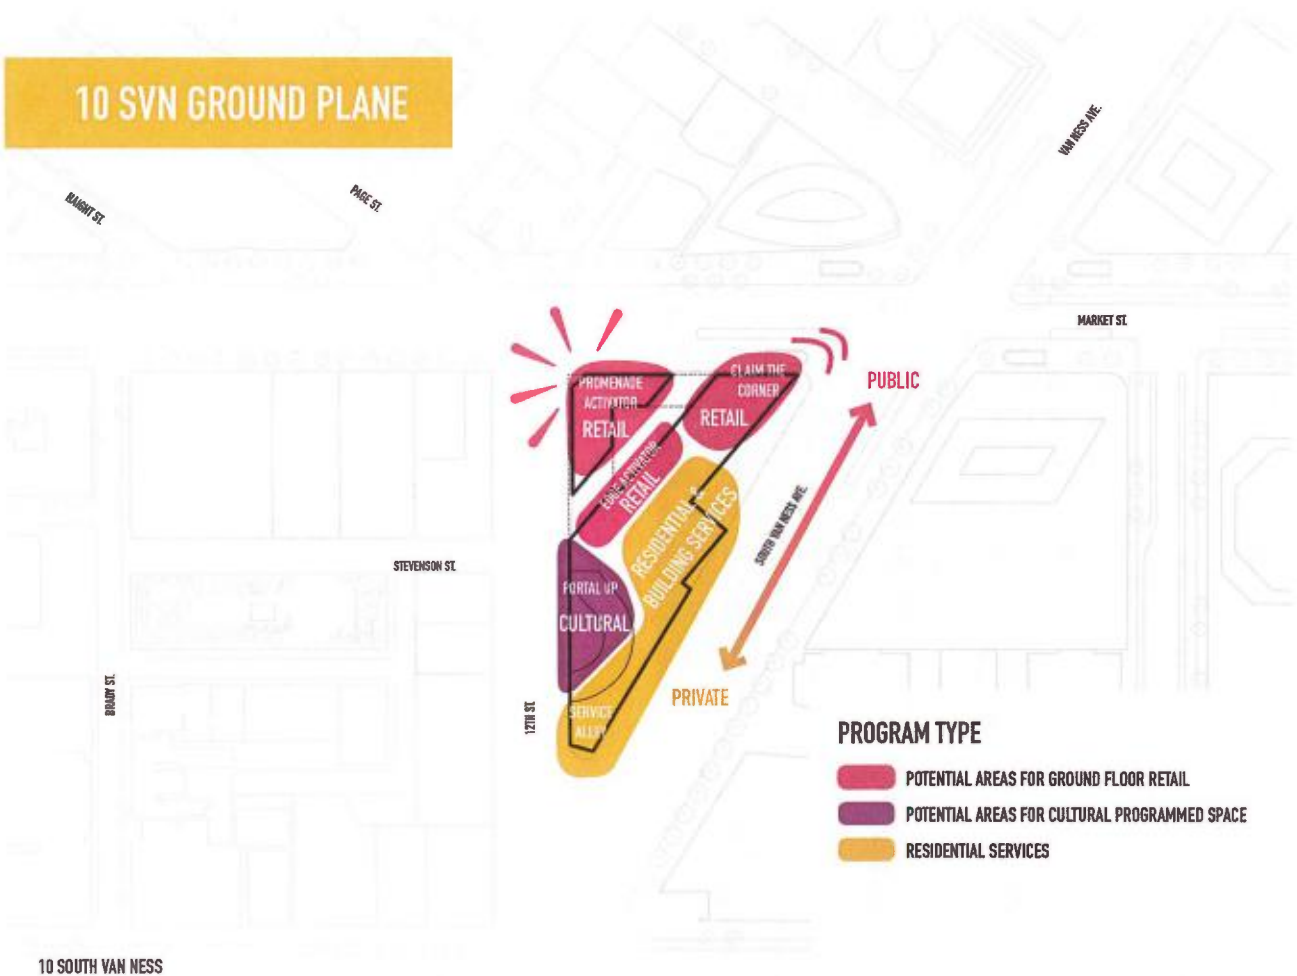 10 SVN GROUND PLANE
VAN NESS AVE.
HAIGHT ST.
PAGE ST.
MARKET ST.
PROMENADE
ACTIVATOR
RETAIL
CLAIM THE
CORNER
RETAIL
PUBLIC
EDGE ACTIVATOR
RETAIL
RESIDENTIAL &
BUILDING SERVICES
SOUTH VAN NESS AVE.
STEVENSON ST.
PORTAL UP
CULTURAL
BRADY ST.
12TH ST.
SERVICE
ALLEY
PRIVATE
PROGRAM TYPE
POTENTIAL AREAS FOR GROUND FLOOR RETAIL
POTENTIAL AREAS FOR CULTURAL PROGRAMMED SPACE
RESIDENTIAL SERVICES
10 SOUTH VAN NESS